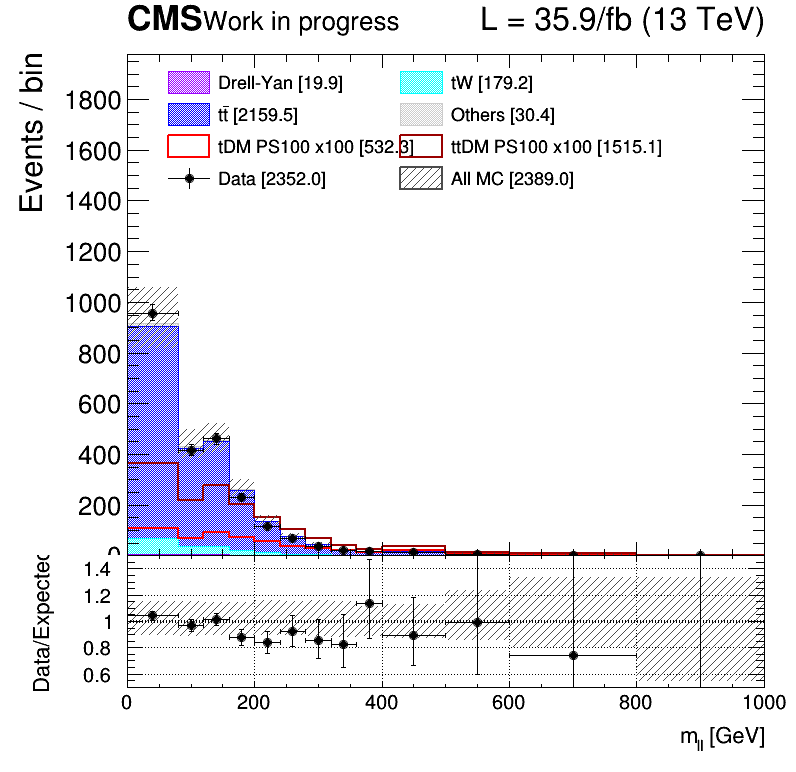 CMS Work in progress L = 35.9/fb (13 TeV)
Events / bin
1800
1600
1400
1200
1000
800
600
400
200
0
Drell-Yan [19.9] tW [179.2]
tt̄ [2159.5] Others [30.4]
tDM PS100 x100 [532.3] ttDM PS100 x100 [1515.1]
Data [2352.0] All MC [2389.0]
Data/Expected
1.4
1.2
1
0.8
0.6
0 200 400 600 800 1000
m_ll [GeV]